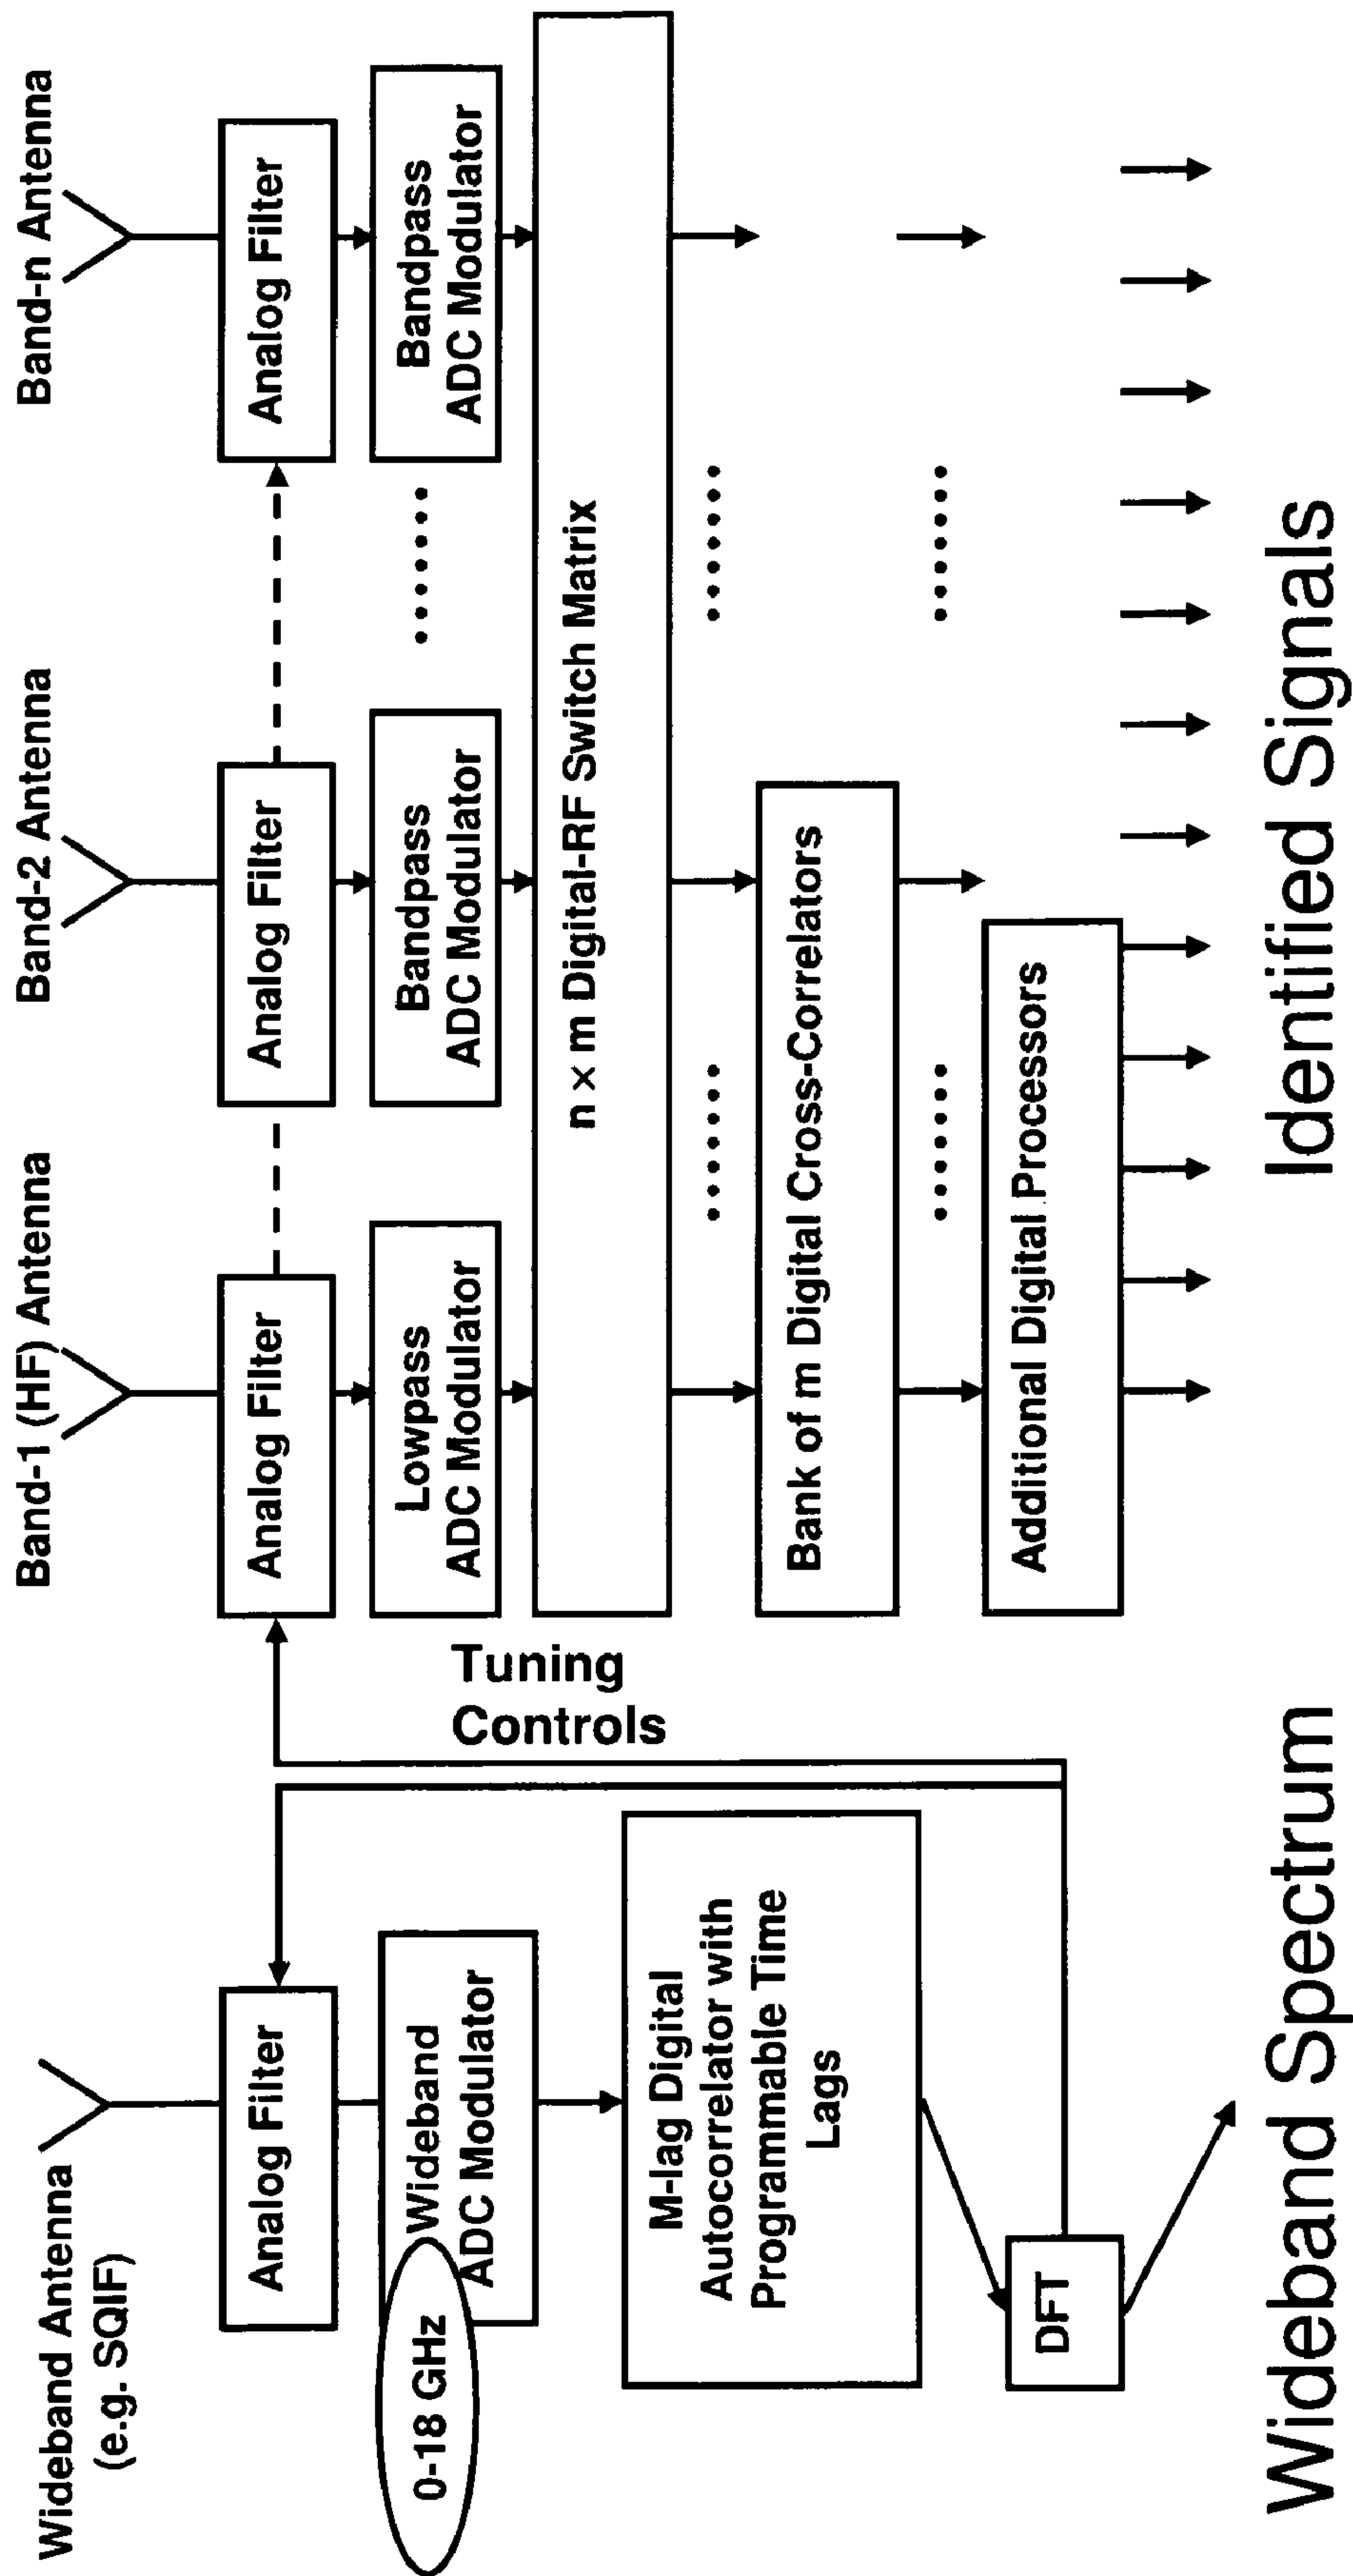 Wideband Antenna
(e.g. SQIF)
Analog Filter
0-18 GHz
Wideband
ADC Modulator
M-lag Digital
Autocorrelator with
Programmable Time
Lags
DFT
Wideband Spectrum
Tuning
Controls
Band-1 (HF) Antenna
Band-2 Antenna
Band-n Antenna
Analog Filter
Analog Filter
Analog Filter
Lowpass
ADC Modulator
Bandpass
ADC Modulator
Bandpass
ADC Modulator
n × m Digital-RF Switch Matrix
Bank of m Digital Cross-Correlators
Additional Digital Processors
Identified Signals